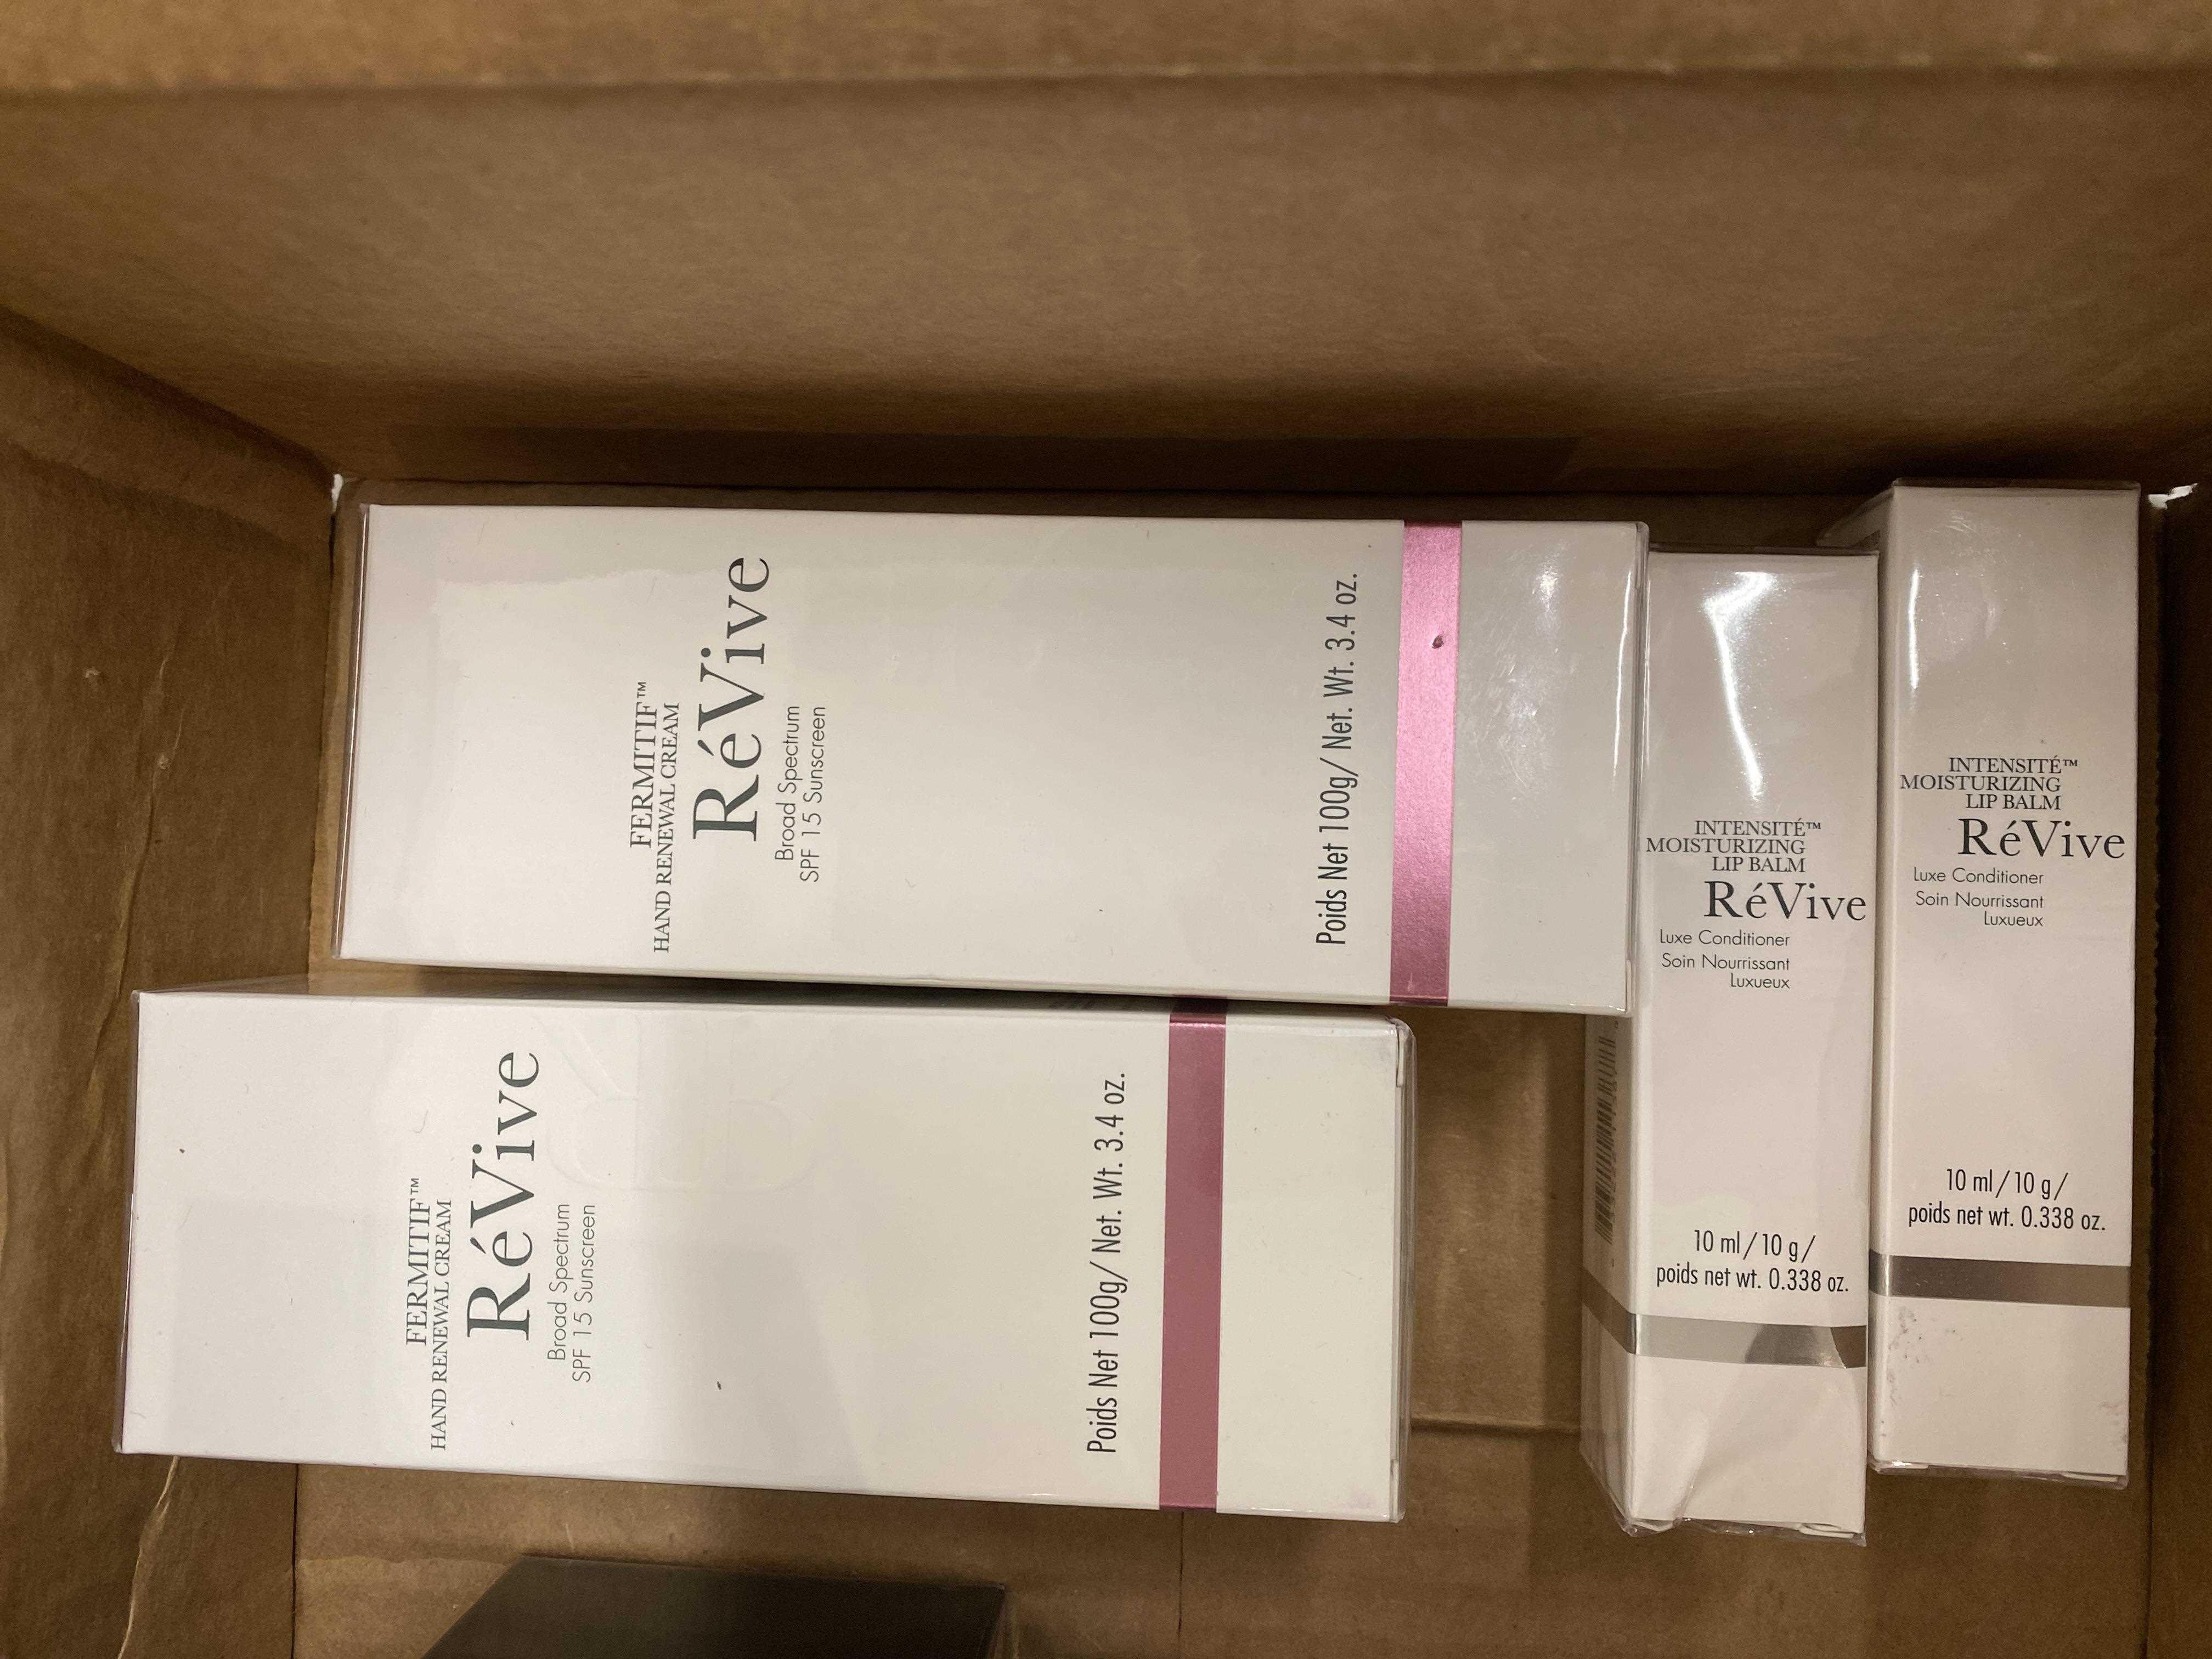 FERMITIF™
HAND RENEWAL CREAM
RéVive
Broad Spectrum
SPF 15 Sunscreen
Poids Net 100g/ Net. Wt. 3.4 oz.
FERMITIF™
HAND RENEWAL CREAM
RéVive
Broad Spectrum
SPF 15 Sunscreen
Poids Net 100g/ Net. Wt. 3.4 oz.
INTENSITÉ™
MOISTURIZING
LIP BALM
RéVive
Luxe Conditioner
Soin Nourrissant
Luxueux
10 ml/10 g/
poids net wt. 0.338 oz.
INTENSITÉ™
MOISTURIZING
LIP BALM
RéVive
Luxe Conditioner
Soin Nourrissant
Luxueux
10 ml/10 g/
poids net wt. 0.338 oz.